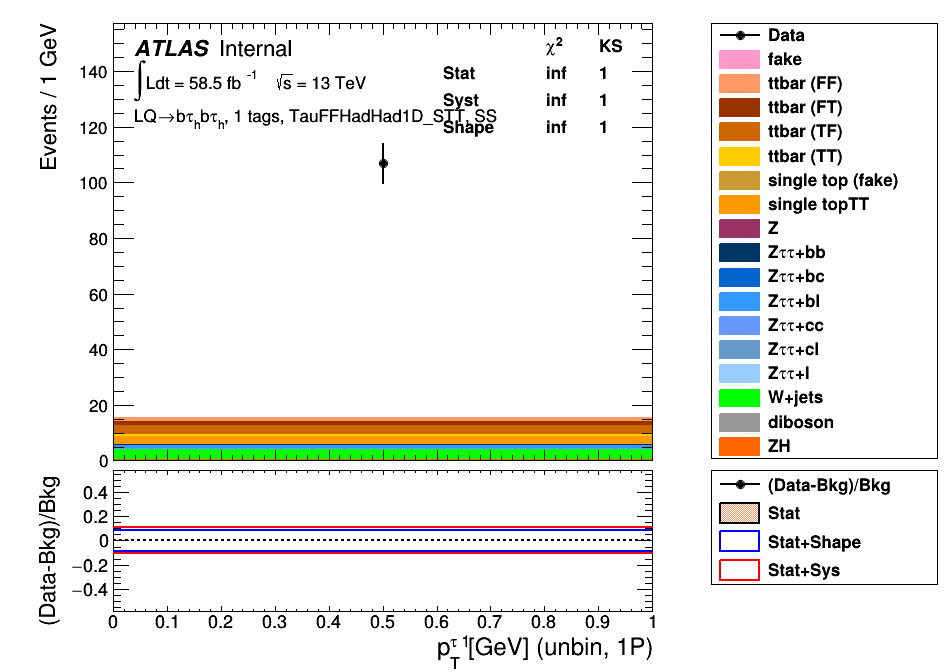 Events / 1 GeV
ATLAS Internal
∫Ldt = 58.5 fb⁻¹ √s = 13 TeV
LQ→bτₕbτₕ, 1 tags, TauFFHadHad1D_STT, SS
χ² KS
Stat inf 1
Syst inf 1
Shape inf 1
140
120
100
80
60
40
20
0
Data
fake
ttbar (FF)
ttbar (FT)
ttbar (TF)
ttbar (TT)
single top (fake)
single topTT
Z
Zττ+bb
Zττ+bc
Zττ+bl
Zττ+cc
Zττ+cl
Zττ+l
W+jets
diboson
ZH
(Data-Bkg)/Bkg
0.4
0.2
0
−0.2
−0.4
0 0.1 0.2 0.3 0.4 0.5 0.6 0.7 0.8 0.9 1
p_T^τ 1[GeV] (unbin, 1P)
(Data-Bkg)/Bkg
Stat
Stat+Shape
Stat+Sys